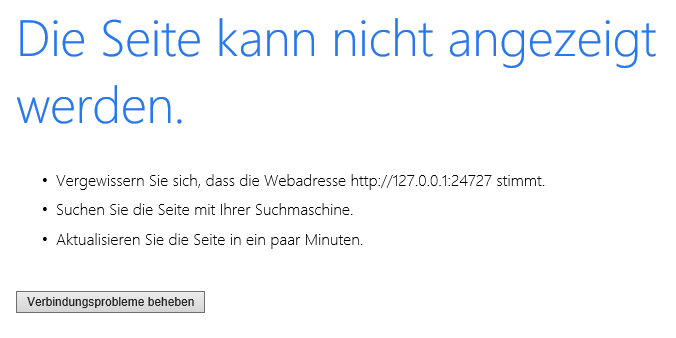 Die Seite kann nicht angezeigt
werden.
• Vergewissern Sie sich, dass die Webadresse http://127.0.0.1:24727 stimmt.
• Suchen Sie die Seite mit Ihrer Suchmaschine.
• Aktualisieren Sie die Seite in ein paar Minuten.
Verbindungsprobleme beheben